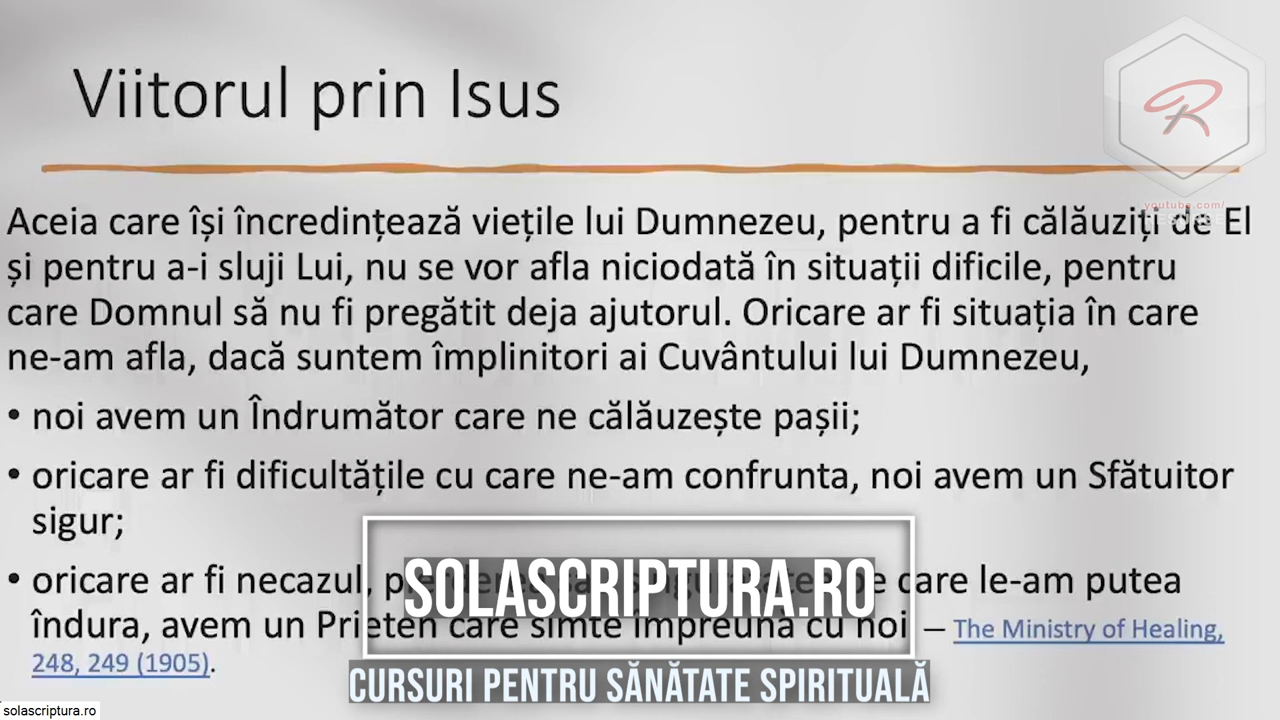 Viitorul prin Isus
R
youtube.com/
Aceia care își încredințează viețile lui Dumnezeu, pentru a fi călăuziți de El
și pentru a-i sluji Lui, nu se vor afla niciodată în situații dificile, pentru
care Domnul să nu fi pregătit deja ajutorul. Oricare ar fi situația în care
ne-am afla, dacă suntem împlinitori ai Cuvântului lui Dumnezeu,
• noi avem un Îndrumător care ne călăuzește pașii;
• oricare ar fi dificultățile cu care ne-am confrunta, noi avem un Sfătuitor
sigur;
• oricare ar fi necazul, pe care le-am putea
îndura, avem un Prieten care simte împreună cu noi — The Ministry of Healing,
248, 249 (1905).
SOLASCRIPTURA.RO
CURSURI PENTRU SĂNĂTATE SPIRITUALĂ
solascriptura.ro